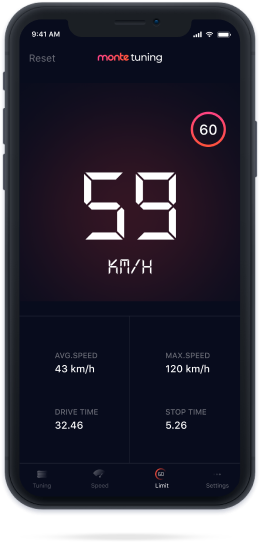 9:41 AM
Reset
monte tuning
60
59
KM/H
AVG.SPEED
MAX.SPEED
43 km/h
120 km/h
DRIVE TIME
STOP TIME
32.46
5.26
60
Tuning
Speed
Limit
Settings